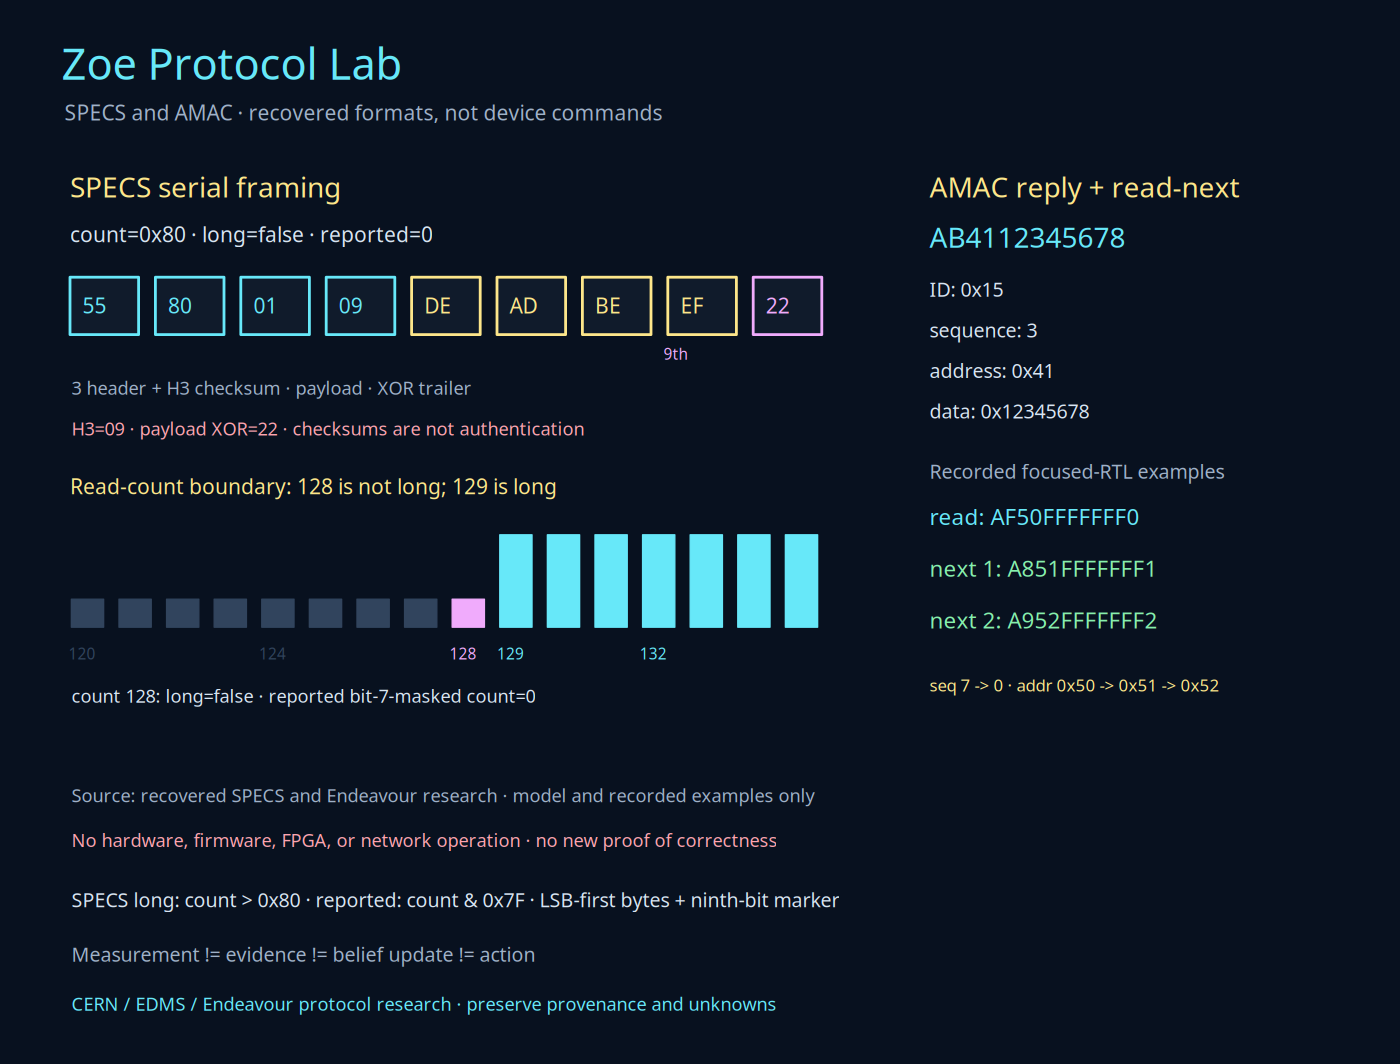 Zoe Protocol Lab
SPECS and AMAC · recovered formats, not device commands
SPECS serial framing
count=0x80 · long=false · reported=0
55 80 01 09 DE AD BE EF 22
9th
3 header + H3 checksum · payload · XOR trailer
H3=09 · payload XOR=22 · checksums are not authentication
Read-count boundary: 128 is not long; 129 is long
120 124 128 129 132
count 128: long=false · reported bit-7-masked count=0
AMAC reply + read-next
AB4112345678
ID: 0x15
sequence: 3
address: 0x41
data: 0x12345678
Recorded focused-RTL examples
read: AF50FFFFFFF0
next 1: A851FFFFFFF1
next 2: A952FFFFFFF2
seq 7 -> 0 · addr 0x50 -> 0x51 -> 0x52
Source: recovered SPECS and Endeavour research · model and recorded examples only
No hardware, firmware, FPGA, or network operation · no new proof of correctness
SPECS long: count > 0x80 · reported: count & 0x7F · LSB-first bytes + ninth-bit marker
Measurement != evidence != belief update != action
CERN / EDMS / Endeavour protocol research · preserve provenance and unknowns